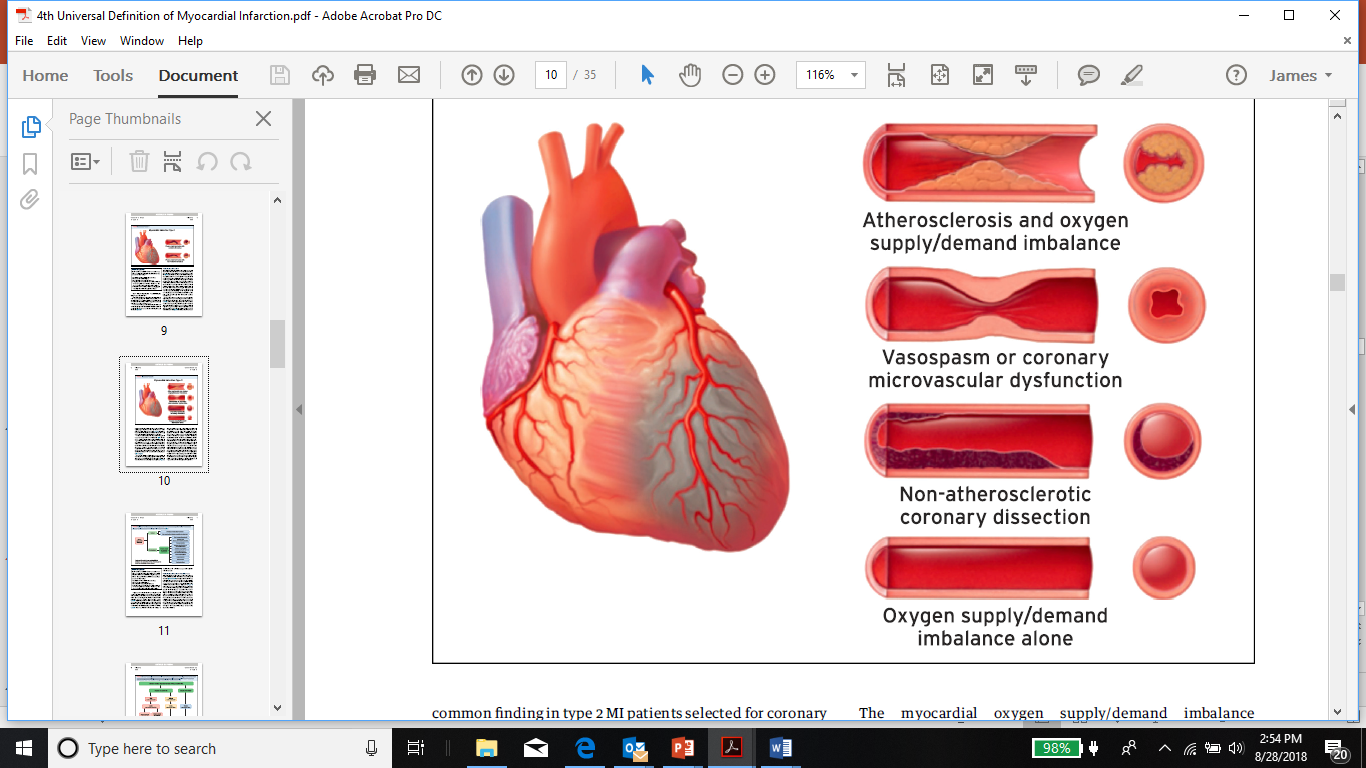 4th Universal Definition of Myocardial Infarction.pdf - Adobe Acrobat Pro DC
File Edit View Window Help
Home Tools Document 10 / 35 116% James
Page Thumbnails
9
10
11
Atherosclerosis and oxygen
supply/demand imbalance
Vasospasm or coronary
microvascular dysfunction
Non-atherosclerotic
coronary dissection
Oxygen supply/demand
imbalance alone
common finding in type 2 MI patients selected for coronary
The myocardial oxygen supply/demand imbalance
Type here to search
98%
2:54 PM
8/28/2018
20